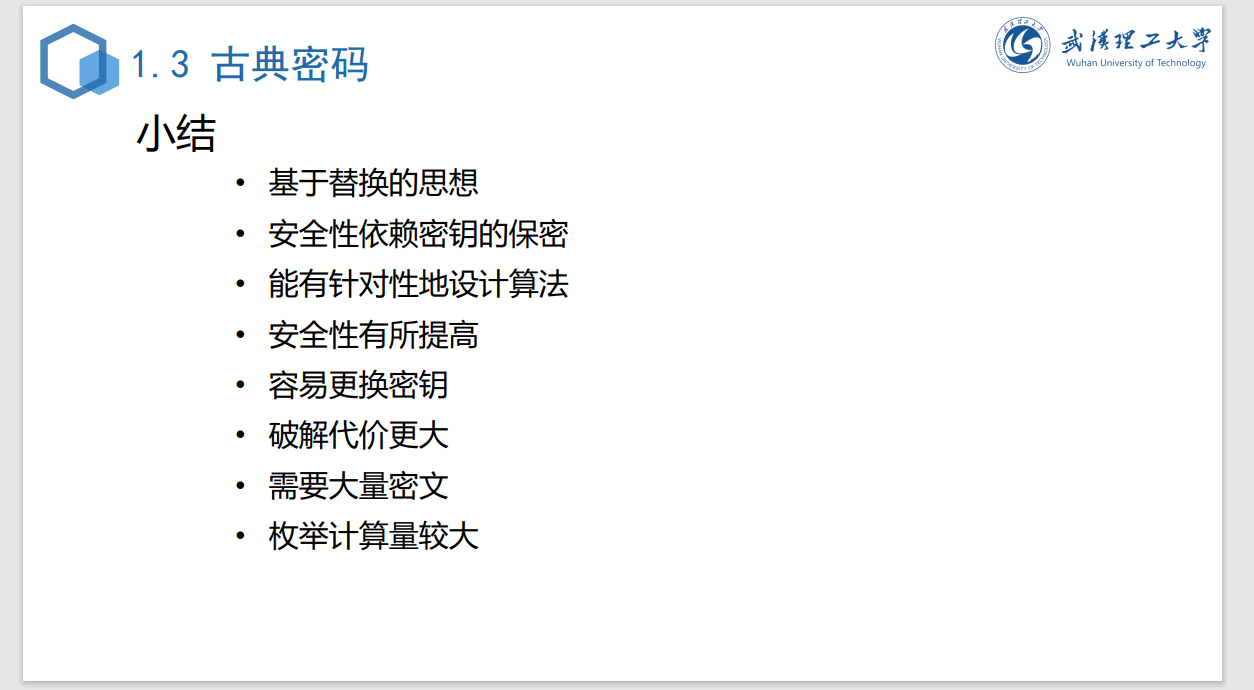 1.3 古典密码
武漢理工大学
Wuhan University of Technology
小结
• 基于替换的思想
• 安全性依赖密钥的保密
• 能有针对性地设计算法
• 安全性有所提高
• 容易更换密钥
• 破解代价更大
• 需要大量密文
• 枚举计算量较大